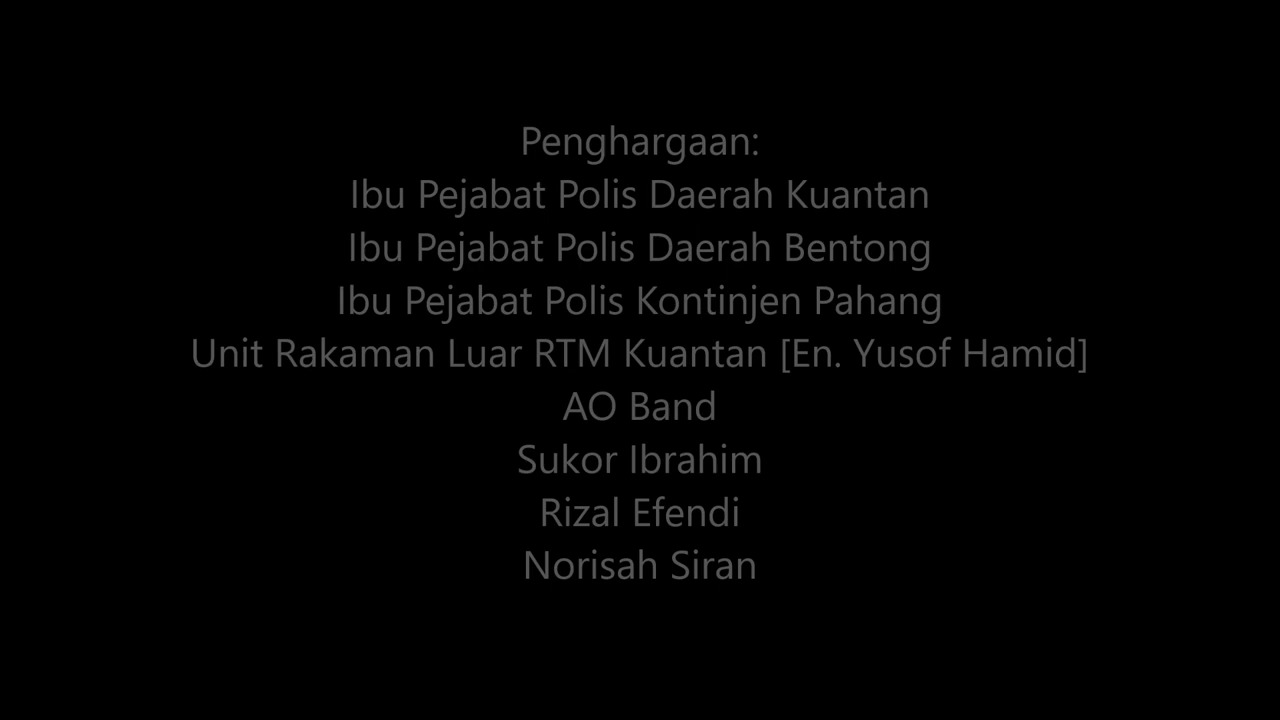 Penghargaan:
Ibu Pejabat Polis Daerah Kuantan
Ibu Pejabat Polis Daerah Bentong
Ibu Pejabat Polis Kontinjen Pahang
Unit Rakaman Luar RTM Kuantan [En. Yusof Hamid]
AO Band
Sukor Ibrahim
Rizal Efendi
Norisah Siran